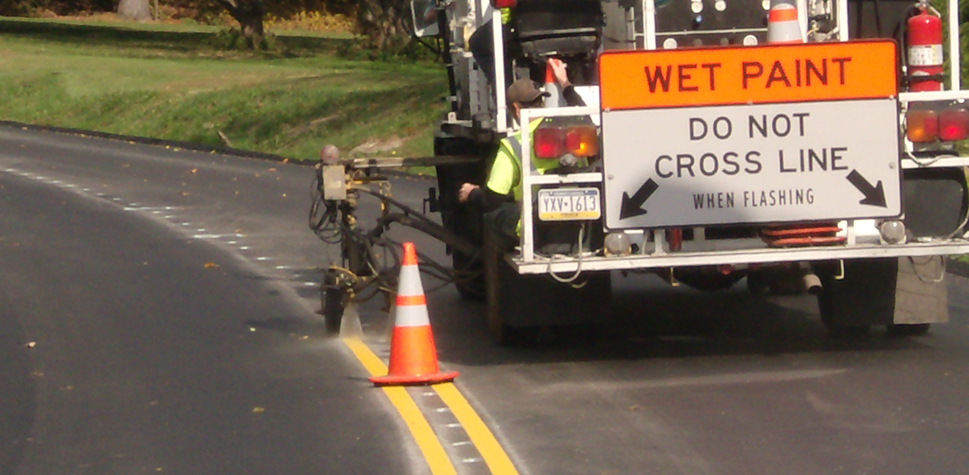 WET PAINT
DO NOT
CROSS LINE
WHEN FLASHING
YXV-1613